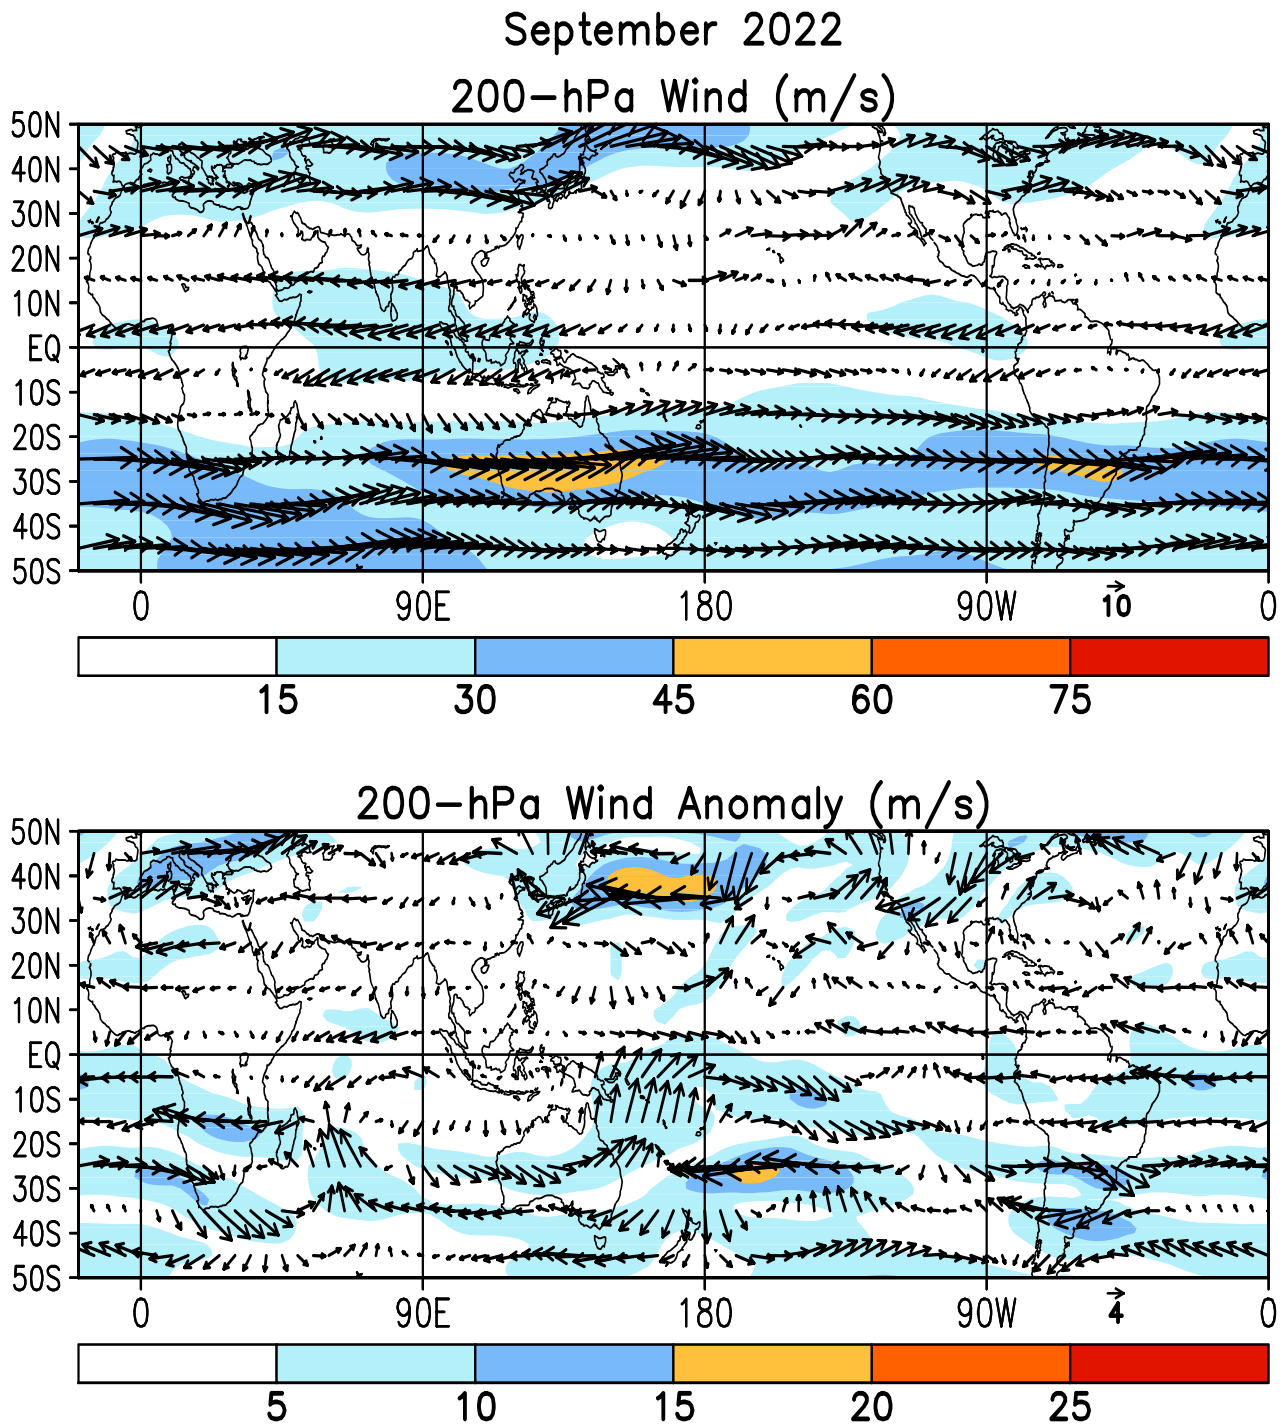 September 2022
200-hPa Wind (m/s)
50N
40N
30N
20N
10N
EQ
10S
20S
30S
40S
50S
0 90E 180 90W 0
10
15 30 45 60 75
200-hPa Wind Anomaly (m/s)
50N
40N
30N
20N
10N
EQ
10S
20S
30S
40S
50S
0 90E 180 90W 0
4
5 10 15 20 25